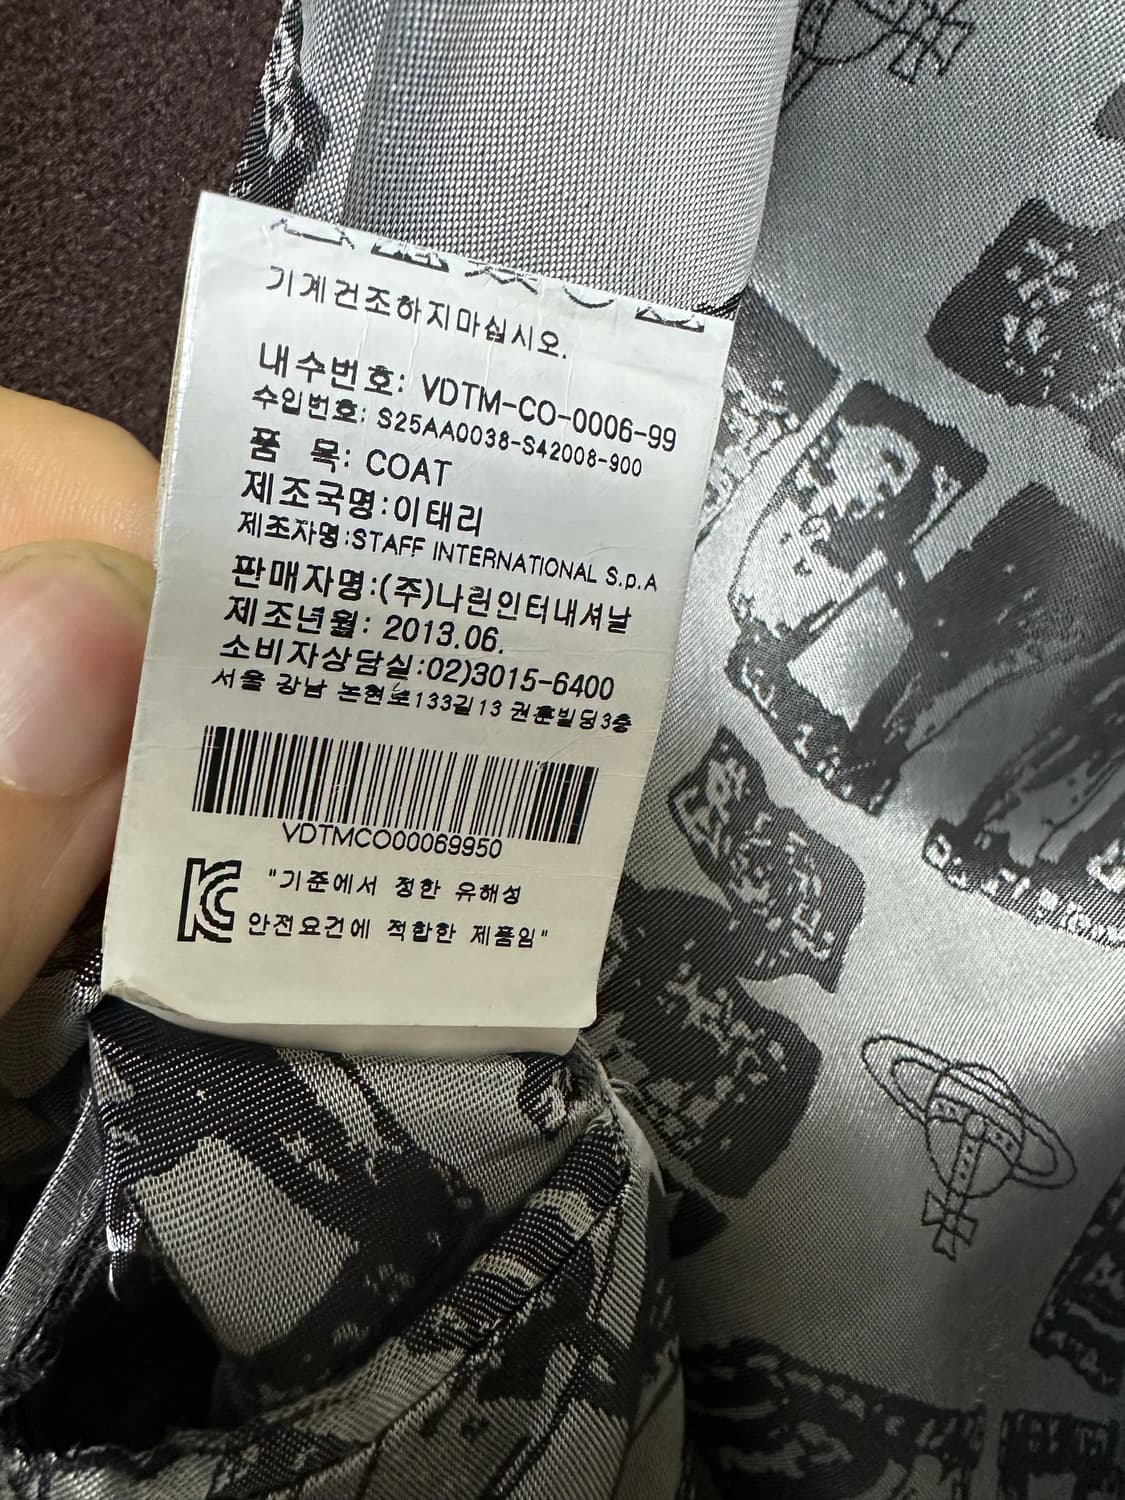 기계건조하지마십시오.
내수번호: VDTM-CO-0006-99
수입번호: S25AA0038-S42008-900
품 목: COAT
제조국명:이태리
제조자명:STAFF INTERNATIONAL S.p.A
판매자명:(주)나린인터내셔날
제조년월: 2013.06.
소비자상담실:02)3015-6400
서울 강남 논현로133길13 권훈빌딩3층
VDTMCO00069950
KC
"기준에서 정한 유해성
안전요건에 적합한 제품임"